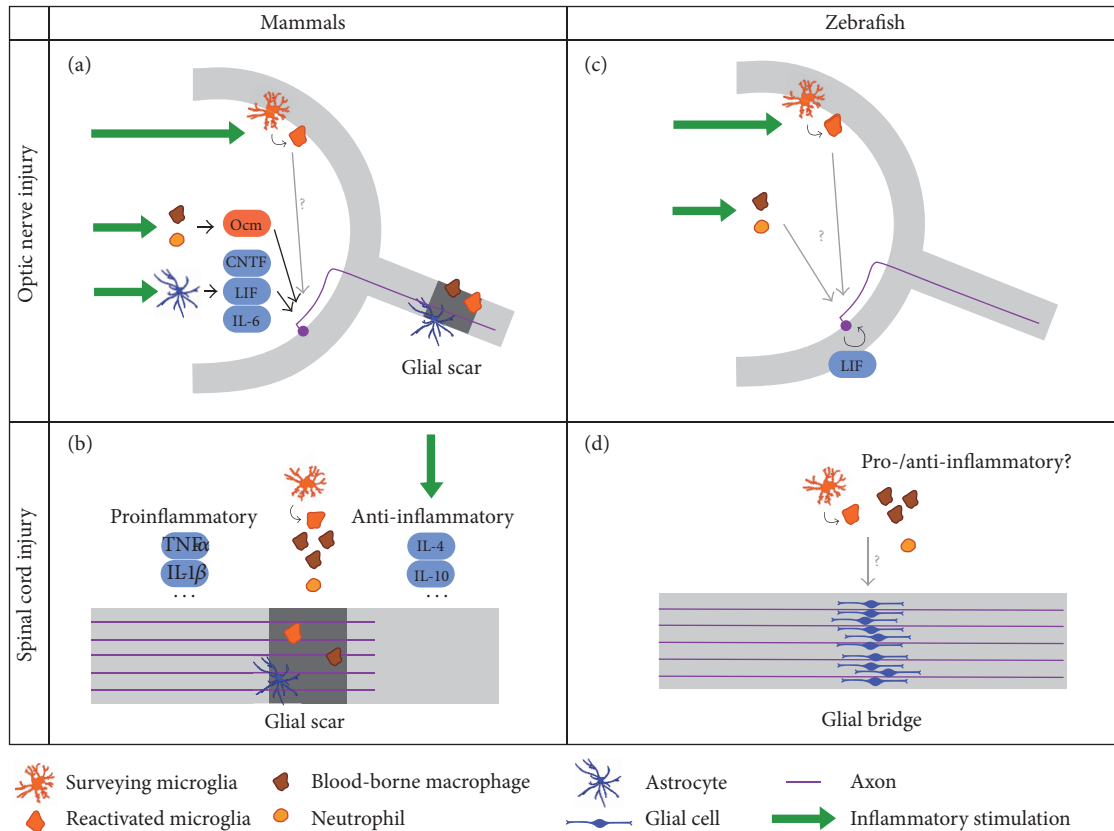 Mammals
Zebrafish
Optic nerve injury
(a)
?
Ocm
CNTF
LIF
IL-6
Glial scar
(c)
?
LIF
Spinal cord injury
(b)
Proinflammatory
TNFα
IL-1β
...
Anti-inflammatory
IL-4
IL-10
...
Glial scar
(d)
Pro-/anti-inflammatory?
?
Glial bridge
Surveying microglia
Blood-borne macrophage
Astrocyte
Axon
Reactivated microglia
Neutrophil
Glial cell
Inflammatory stimulation